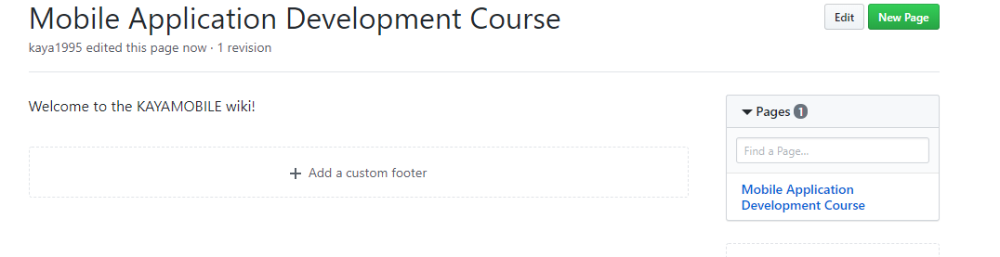 Mobile Application Development Course
Edit
New Page
kaya1995 edited this page now · 1 revision
Welcome to the KAYAMOBILE wiki!
Pages 1
Find a Page…
Add a custom footer
Mobile Application
Development Course